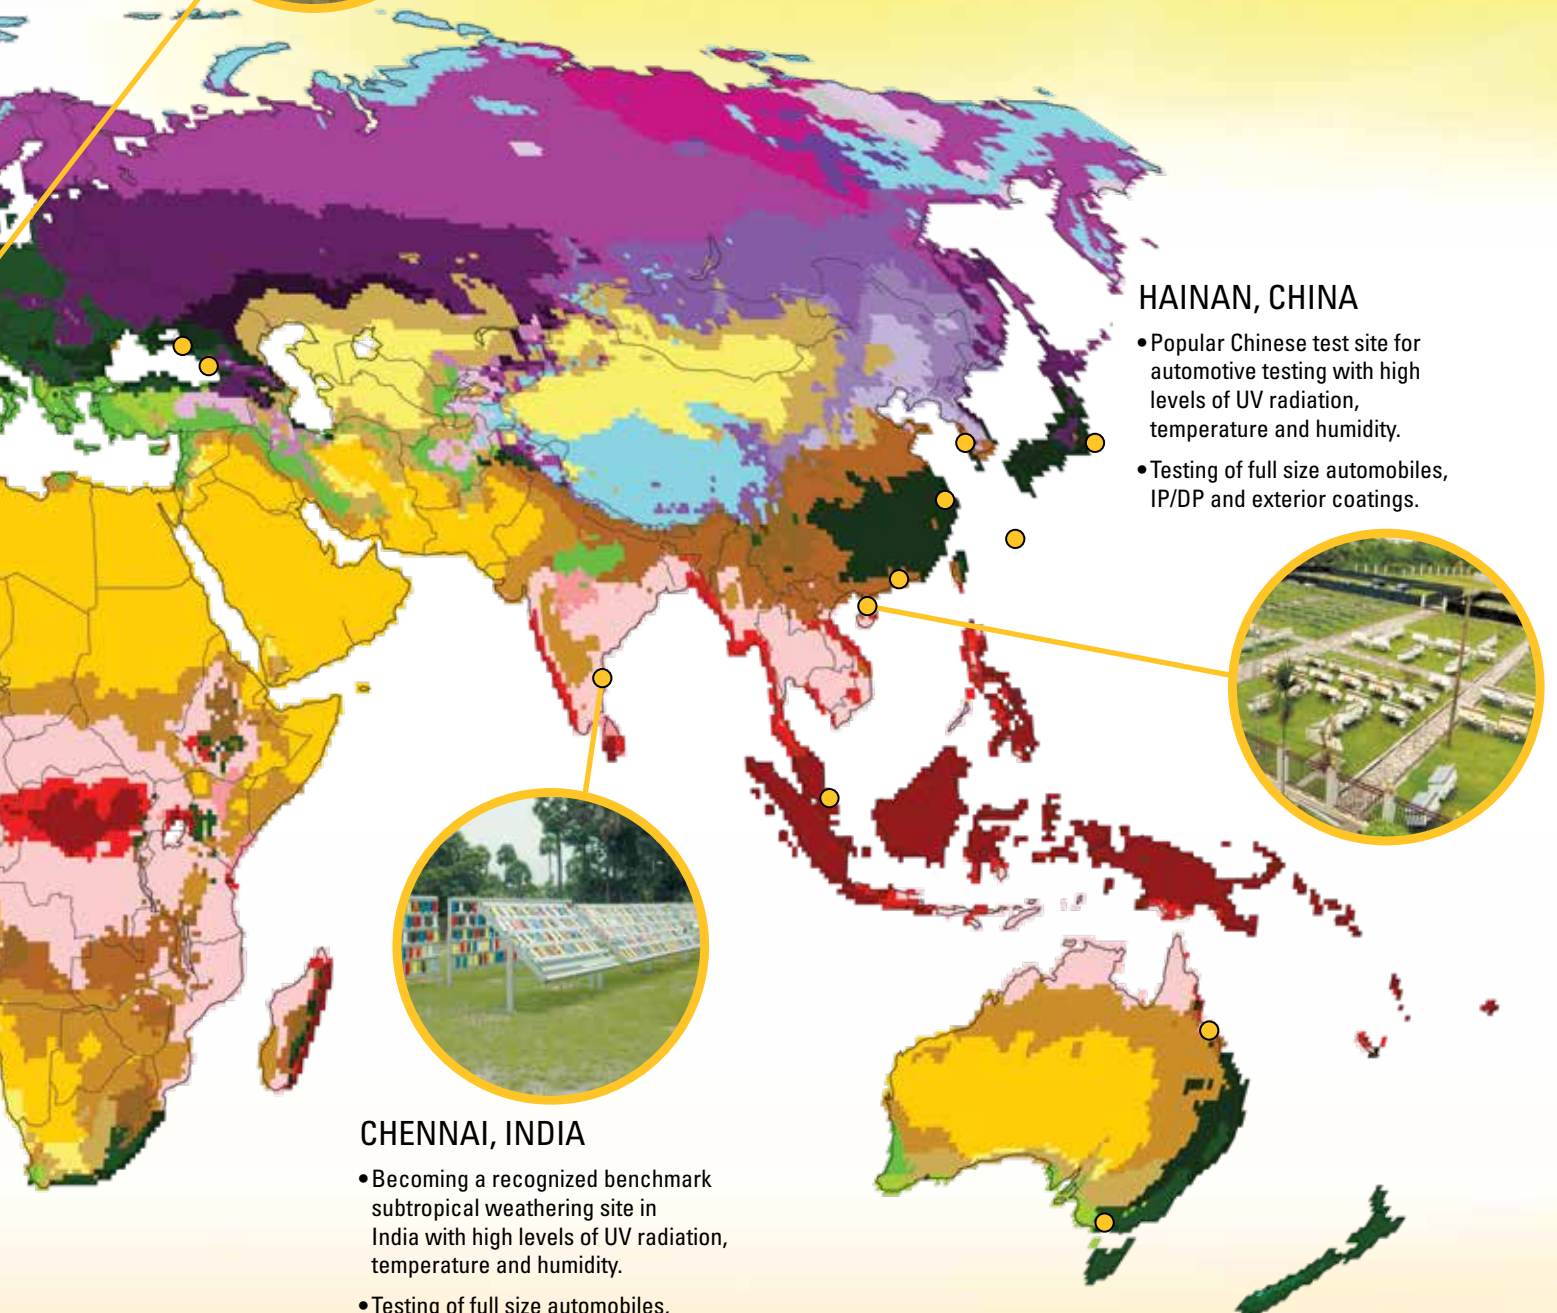 HAINAN, CHINA
• Popular Chinese test site for
automotive testing with high
levels of UV radiation,
temperature and humidity.
• Testing of full size automobiles,
IP/DP and exterior coatings.
CHENNAI, INDIA
• Becoming a recognized benchmark
subtropical weathering site in
India with high levels of UV radiation,
temperature and humidity.
• Testing of full size automobiles,